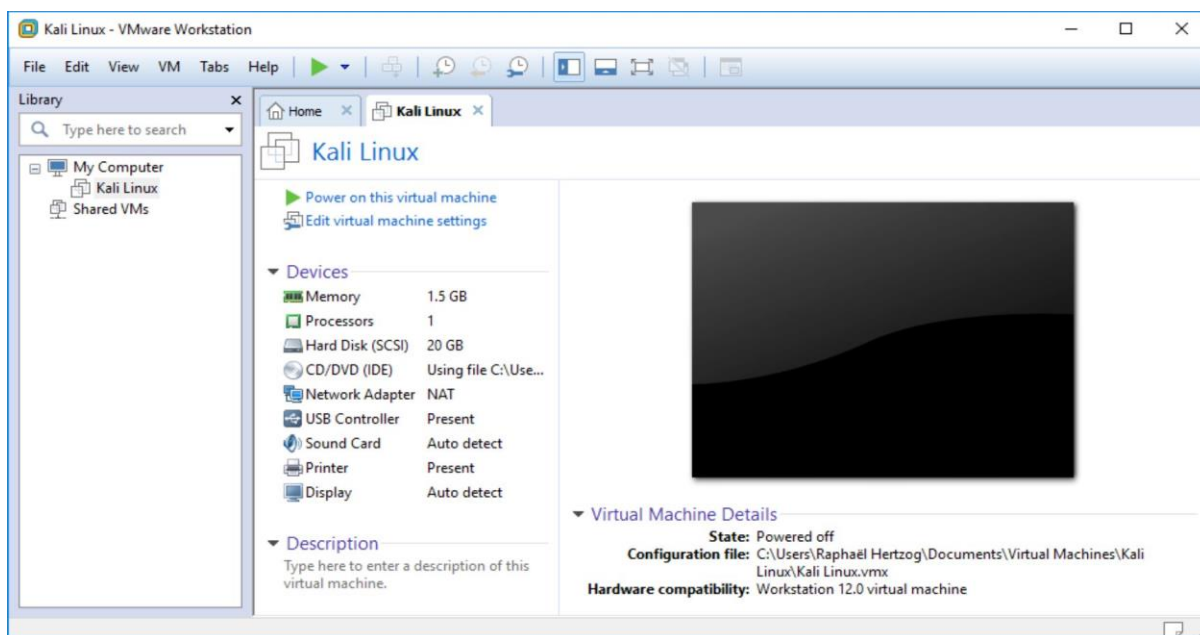 Kali Linux - VMware Workstation
File Edit View VM Tabs Help
Library
Type here to search
My Computer
Kali Linux
Shared VMs
Home
Kali Linux
Kali Linux
Power on this virtual machine
Edit virtual machine settings
Devices
Memory 1.5 GB
Processors 1
Hard Disk (SCSI) 20 GB
CD/DVD (IDE) Using file C:\Use...
Network Adapter NAT
USB Controller Present
Sound Card Auto detect
Printer Present
Display Auto detect
Description
Type here to enter a description of this
virtual machine.
Virtual Machine Details
State: Powered off
Configuration file: C:\Users\Raphaël Hertzog\Documents\Virtual Machines\Kali
Linux\Kali Linux.vmx
Hardware compatibility: Workstation 12.0 virtual machine